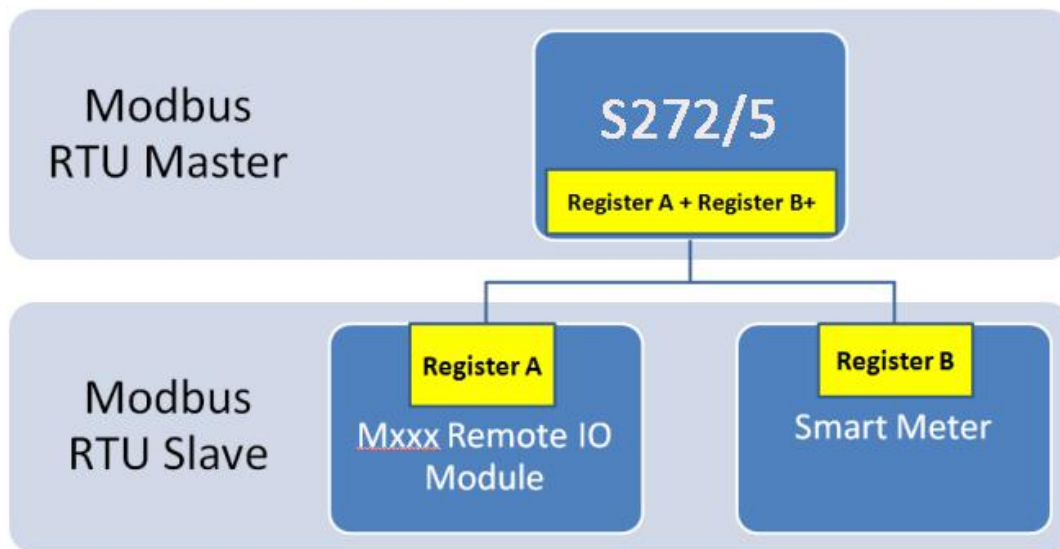 Modbus
RTU Master
S272/5
Register A + Register B+
Modbus
RTU Slave
Register A
Mxxx Remote IO
Module
Register B
Smart Meter